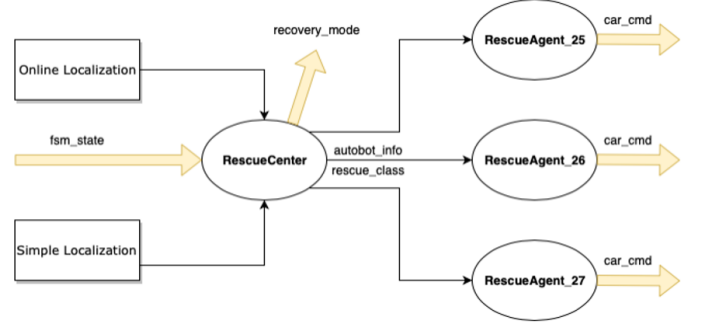 car_cmd
recovery_mode
RescueAgent_25
Online Localization
fsm_state
autobot_info
car_cmd
RescueCenter
RescueAgent_26
rescue_class
Simple Localization
car_cmd
RescueAgent_27